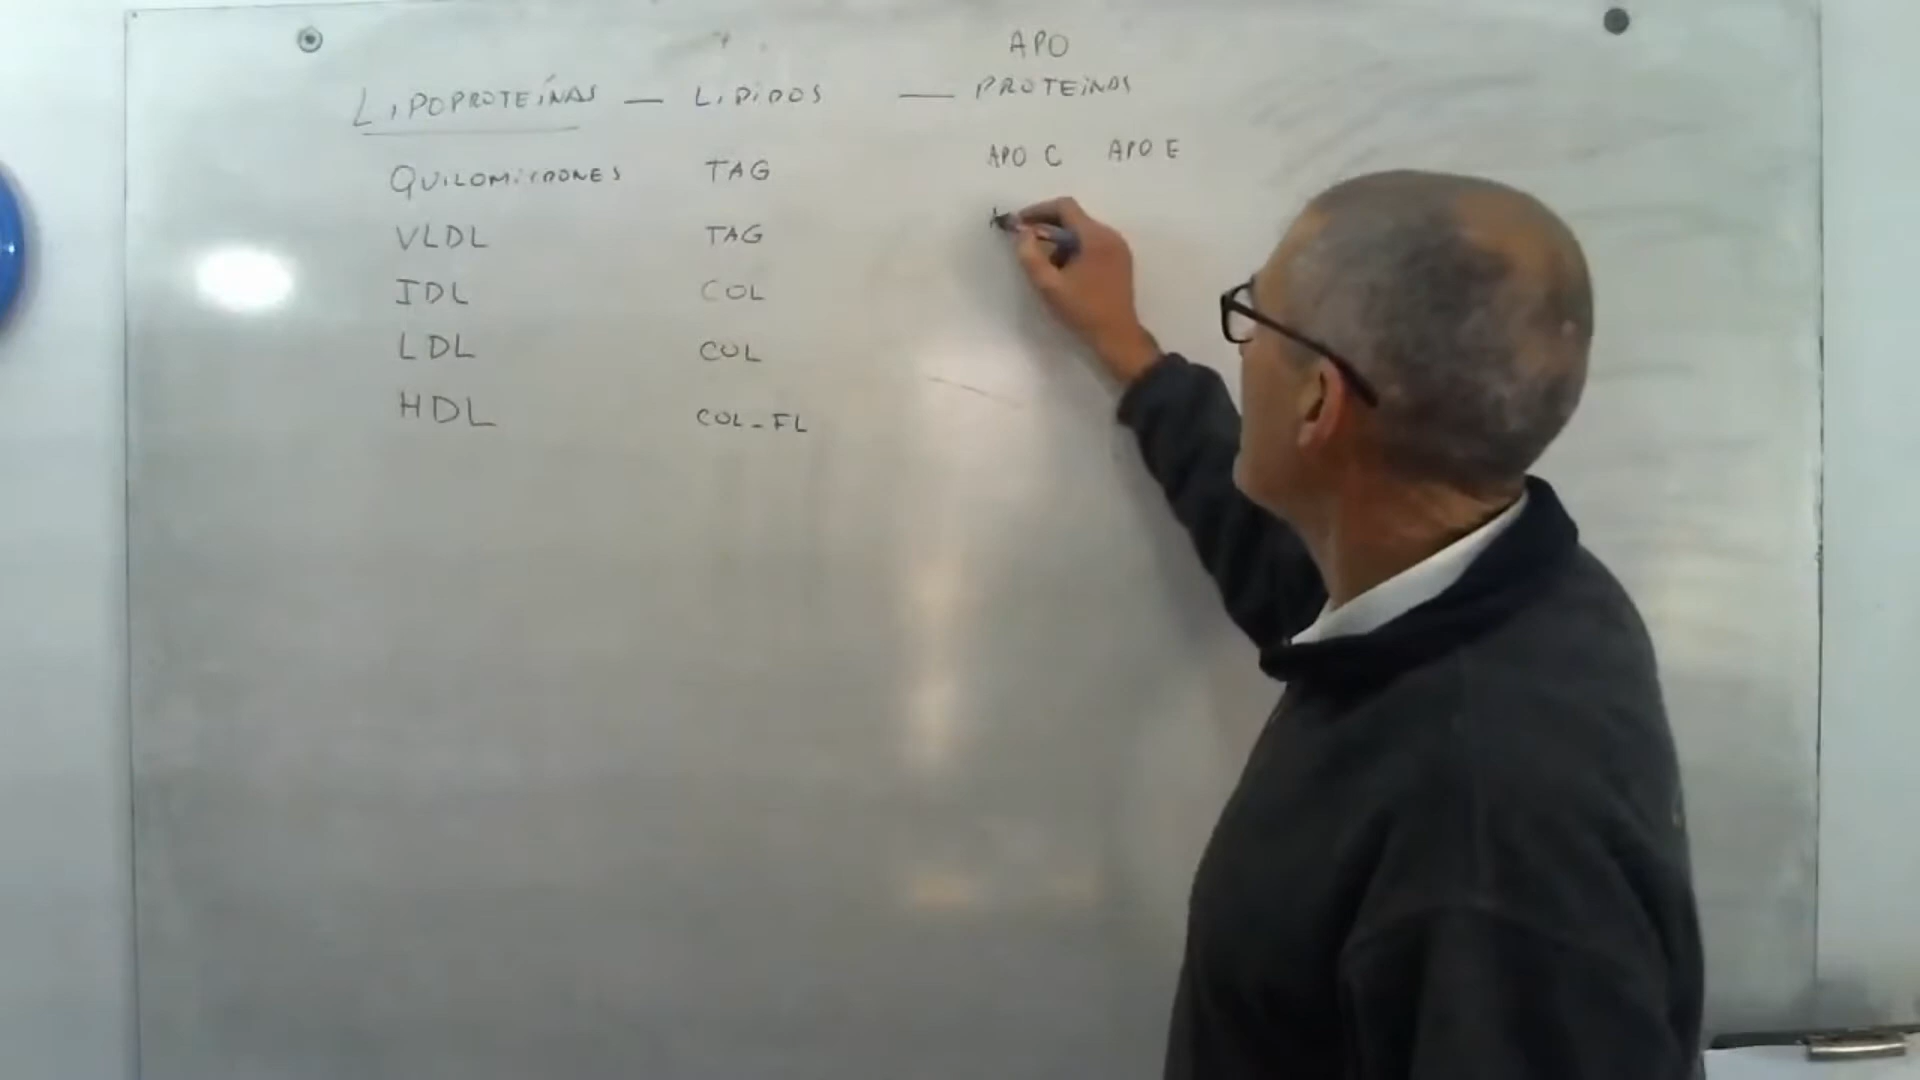 LIPOPROTEÍNAS — LIPIDOS — APO PROTEINAS
QUILOMICRONES TAG APO C APO E
VLDL TAG A
IDL COL
LDL COL
HDL COL-FL